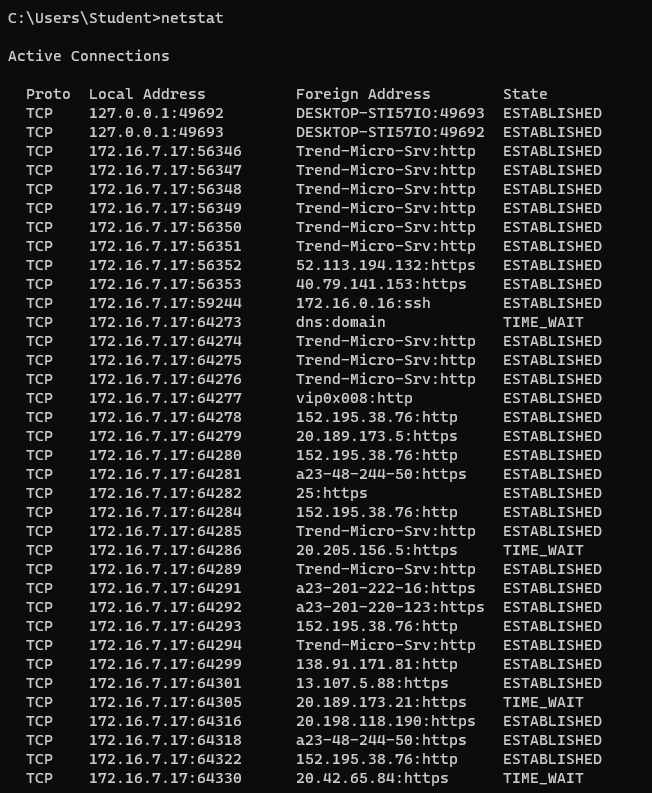 C:\Users\Student>netstat
Active Connections
Proto  Local Address          Foreign Address        State
TCP    127.0.0.1:49692        DESKTOP-STI57IO:49693  ESTABLISHED
TCP    127.0.0.1:49693        DESKTOP-STI57IO:49692  ESTABLISHED
TCP    172.16.7.17:56346      Trend-Micro-Srv:http   ESTABLISHED
TCP    172.16.7.17:56347      Trend-Micro-Srv:http   ESTABLISHED
TCP    172.16.7.17:56348      Trend-Micro-Srv:http   ESTABLISHED
TCP    172.16.7.17:56349      Trend-Micro-Srv:http   ESTABLISHED
TCP    172.16.7.17:56350      Trend-Micro-Srv:http   ESTABLISHED
TCP    172.16.7.17:56351      Trend-Micro-Srv:http   ESTABLISHED
TCP    172.16.7.17:56352      52.113.194.132:https   ESTABLISHED
TCP    172.16.7.17:56353      40.79.141.153:https    ESTABLISHED
TCP    172.16.7.17:59244      172.16.0.16:ssh        ESTABLISHED
TCP    172.16.7.17:64273      dns:domain             TIME_WAIT
TCP    172.16.7.17:64274      Trend-Micro-Srv:http   ESTABLISHED
TCP    172.16.7.17:64275      Trend-Micro-Srv:http   ESTABLISHED
TCP    172.16.7.17:64276      Trend-Micro-Srv:http   ESTABLISHED
TCP    172.16.7.17:64277      vip0x008:http          ESTABLISHED
TCP    172.16.7.17:64278      152.195.38.76:http     ESTABLISHED
TCP    172.16.7.17:64279      20.189.173.5:https     ESTABLISHED
TCP    172.16.7.17:64280      152.195.38.76:http     ESTABLISHED
TCP    172.16.7.17:64281      a23-48-244-50:https    ESTABLISHED
TCP    172.16.7.17:64282      25:https               ESTABLISHED
TCP    172.16.7.17:64284      152.195.38.76:http     ESTABLISHED
TCP    172.16.7.17:64285      Trend-Micro-Srv:http   ESTABLISHED
TCP    172.16.7.17:64286      20.205.156.5:https     TIME_WAIT
TCP    172.16.7.17:64289      Trend-Micro-Srv:http   ESTABLISHED
TCP    172.16.7.17:64291      a23-201-222-16:https   ESTABLISHED
TCP    172.16.7.17:64292      a23-201-220-123:https  ESTABLISHED
TCP    172.16.7.17:64293      152.195.38.76:http     ESTABLISHED
TCP    172.16.7.17:64294      Trend-Micro-Srv:http   ESTABLISHED
TCP    172.16.7.17:64299      138.91.171.81:http     ESTABLISHED
TCP    172.16.7.17:64301      13.107.5.88:https      ESTABLISHED
TCP    172.16.7.17:64305      20.189.173.21:https    TIME_WAIT
TCP    172.16.7.17:64316      20.198.118.190:https   ESTABLISHED
TCP    172.16.7.17:64318      a23-48-244-50:https    ESTABLISHED
TCP    172.16.7.17:64322      152.195.38.76:http     ESTABLISHED
TCP    172.16.7.17:64330      20.42.65.84:https      TIME_WAIT